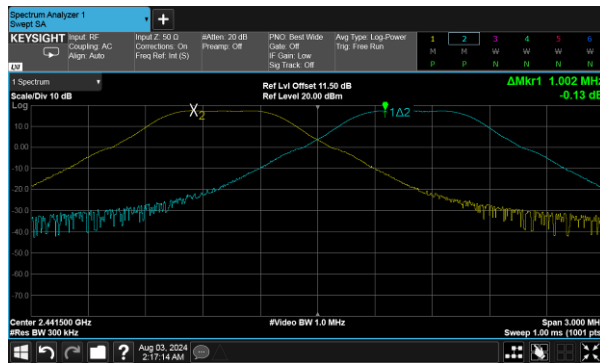 Spectrum Analyzer 1
Swept SA
+
KEYSIGHT Input: RF Input Z: 50 Ω #Atten: 20 dB PNO: Best Wide Avg Type: Log-Power 1 2 3 4 5 6
Coupling: AC Corrections: On Preamp: Off Gate: Off Trig: Free Run M M W W W W
Align: Auto Freq Ref: Int (S) IF Gain: Low P P N N N N
Sig Track: Off
LXI
1 Spectrum
Ref Lvl Offset 11.50 dB ΔMkr1 1.002 MHz
Scale/Div 10 dB Ref Level 20.00 dBm -0.13 dB
Log
X2 1Δ2
10.0
0.00
-10.0
-20.0
-30.0
-40.0
-50.0
-60.0
-70.0
Center 2.441500 GHz #Video BW 1.0 MHz Span 3.000 MHz
#Res BW 300 kHz Sweep 1.00 ms (1001 pts)
? Aug 03, 2024
2:17:14 AM